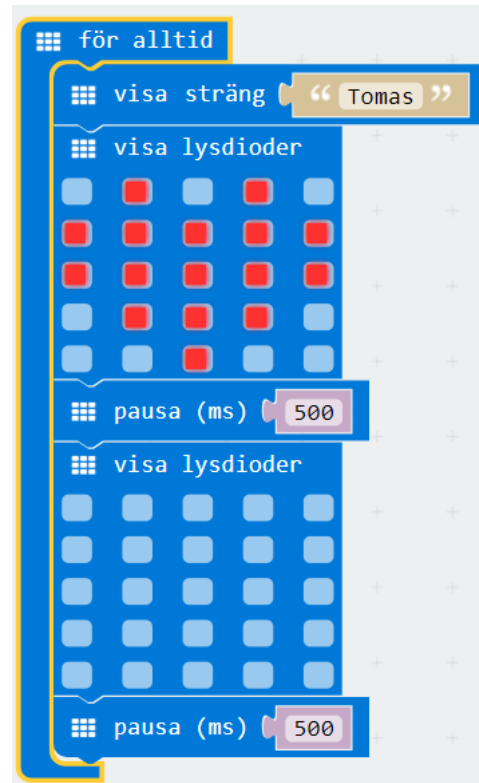 för alltid
visa sträng “ Tomas ”
visa lysdioder
pausa (ms) 500
visa lysdioder
pausa (ms) 500